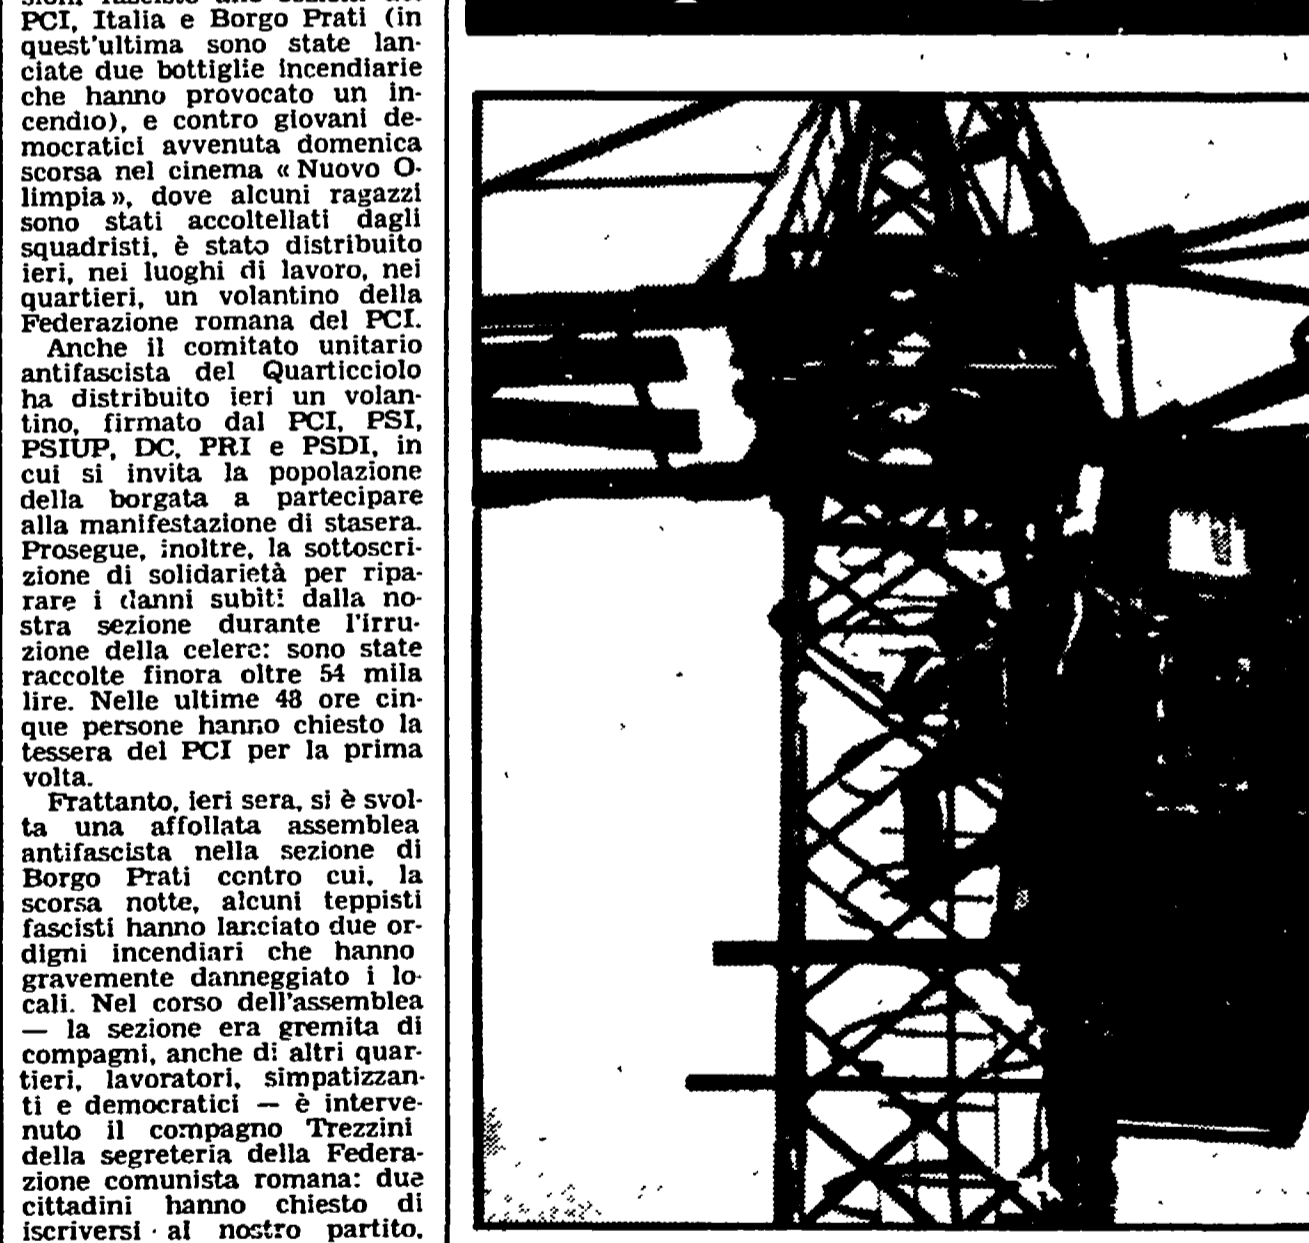 PCI, Italia e Borgo Prati (in
quest'ultima sono state lan-
ciate due bottiglie incendiarie
che hanno provocato un in-
cendio), e contro giovani de-
mocratici avvenuta domenica
scorsa nel cinema « Nuovo O-
limpia », dove alcuni ragazzi
sono stati accoltellati dagli
squadristi, è stato distribuito
ieri, nei luoghi di lavoro, nei
quartieri, un volantino della
Federazione romana del PCI.
Anche il comitato unitario
antifascista del Quarticciolo
ha distribuito ieri un volan-
tino, firmato dal PCI, PSI,
PSIUP, DC, PRI e PSDI, in
cui si invita la popolazione
della borgata a partecipare
alla manifestazione di stasera.
Prosegue, inoltre, la sottoscri-
zione di solidarietà per ripa-
rare i danni subiti dalla no-
stra sezione durante l'irru-
zione della celere: sono state
raccolte finora oltre 54 mila
lire. Nelle ultime 48 ore cin-
que persone hanno chiesto la
tessera del PCI per la prima
volta.
Frattanto, ieri sera, si è svol-
ta una affollata assemblea
antifascista nella sezione di
Borgo Prati contro cui, la
scorsa notte, alcuni teppisti
fascisti hanno lanciato due or-
digni incendiari che hanno
gravemente danneggiato i lo-
cali. Nel corso dell'assemblea
— la sezione era gremita di
compagni, anche di altri quar-
tieri, lavoratori, simpatizzan-
ti e democratici — è interve-
nuto il compagno Trezzini
della segreteria della Federa-
zione comunista romana: due
cittadini hanno chiesto di
iscriversi al nostro partito.